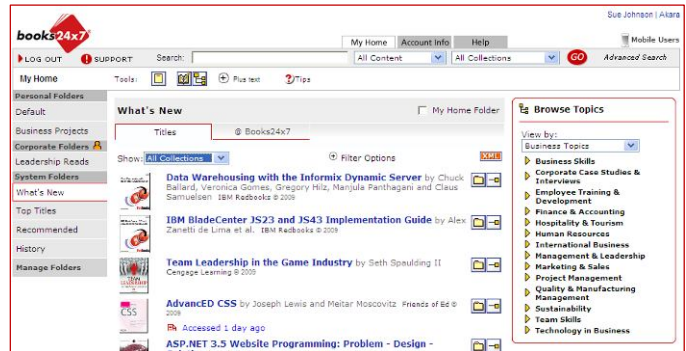 Sue Johnson | Akara
books24x7
My Home Account Info Help
Mobile Users
LOG OUT SUPPORT Search: All Content All Collections GO Advanced Search
My Home Tools: Plus text Tips
Personal Folders
Default
Business Projects
Corporate Folders
Leadership Reads
System Folders
What's New
Top Titles
Recommended
History
Manage Folders
What's New My Home Folder
Titles @ Books24x7
Show: All Collections Filter Options XML
Data Warehousing with the Informix Dynamic Server by Chuck
Ballard, Veronica Gomes, Gregory Hilz, Manjula Panthagani and Claus
Samuelsen IBM Redbooks © 2009
IBM BladeCenter JS23 and JS43 Implementation Guide by Alex
Zanetti de Lima et al. IBM Redbooks © 2009
Team Leadership in the Game Industry by Seth Spaulding II
Cengage Learning © 2009
AdvancED CSS by Joseph Lewis and Meitar Moscovitz Friends of Ed ©
2009
Accessed 1 day ago
ASP.NET 3.5 Website Programming: Problem - Design -
Browse Topics
View by:
Business Topics
Business Skills
Corporate Case Studies &
Interviews
Employee Training &
Development
Finance & Accounting
Hospitality & Tourism
Human Resources
International Business
Management & Leadership
Marketing & Sales
Project Management
Quality & Manufacturing
Management
Sustainability
Team Skills
Technology in Business